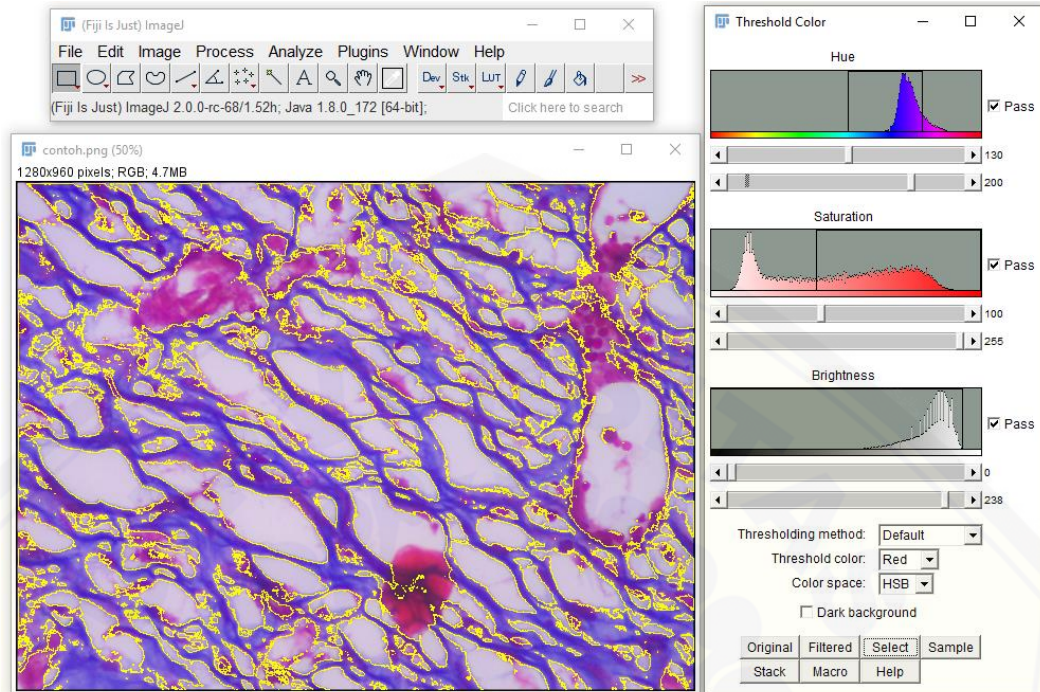 (Fiji Is Just) ImageJ
File Edit Image Process Analyze Plugins Window Help
A Dev Stk LUT >>
(Fiji Is Just) ImageJ 2.0.0-rc-68/1.52h; Java 1.8.0_172 [64-bit];
Click here to search
contoh.png (50%)
1280x960 pixels; RGB; 4.7MB
Threshold Color
Hue
Pass
130
200
Saturation
Pass
100
255
Brightness
Pass
0
238
Thresholding method: Default
Threshold color: Red
Color space: HSB
Dark background
Original Filtered Select Sample
Stack Macro Help